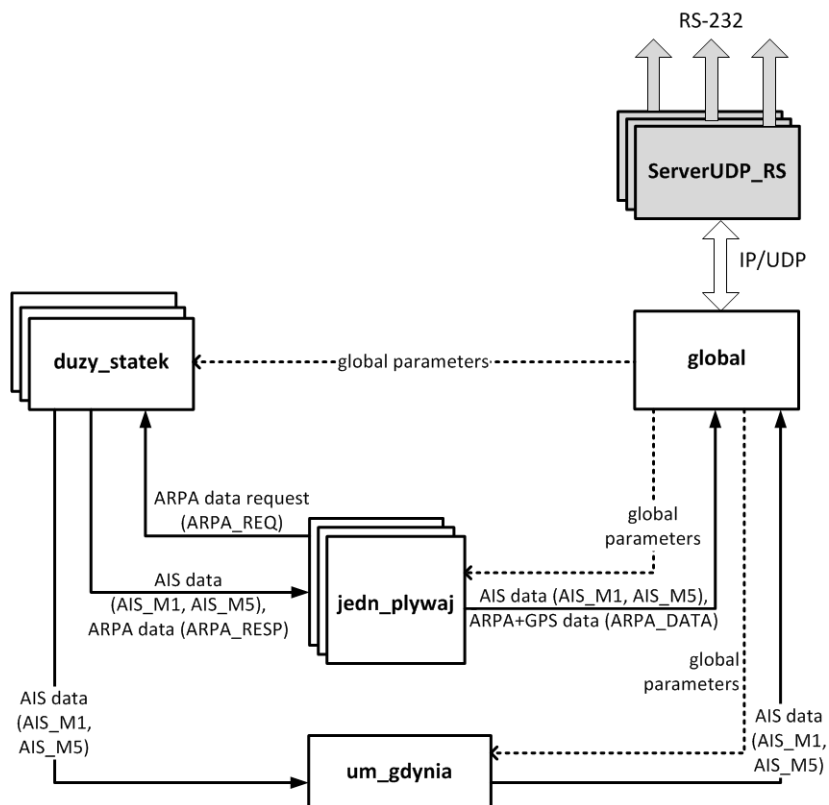 RS-232
ServerUDP_RS
IP/UDP
duzy_statek
global parameters
global
ARPA data request
(ARPA_REQ)
global
parameters
AIS data
(AIS_M1, AIS_M5),
ARPA data (ARPA_RESP)
jedn_plywaj
AIS data (AIS_M1, AIS_M5),
ARPA+GPS data (ARPA_DATA)
global
parameters
AIS data
(AIS_M1,
AIS_M5)
AIS data
(AIS_M1,
AIS_M5)
um_gdynia